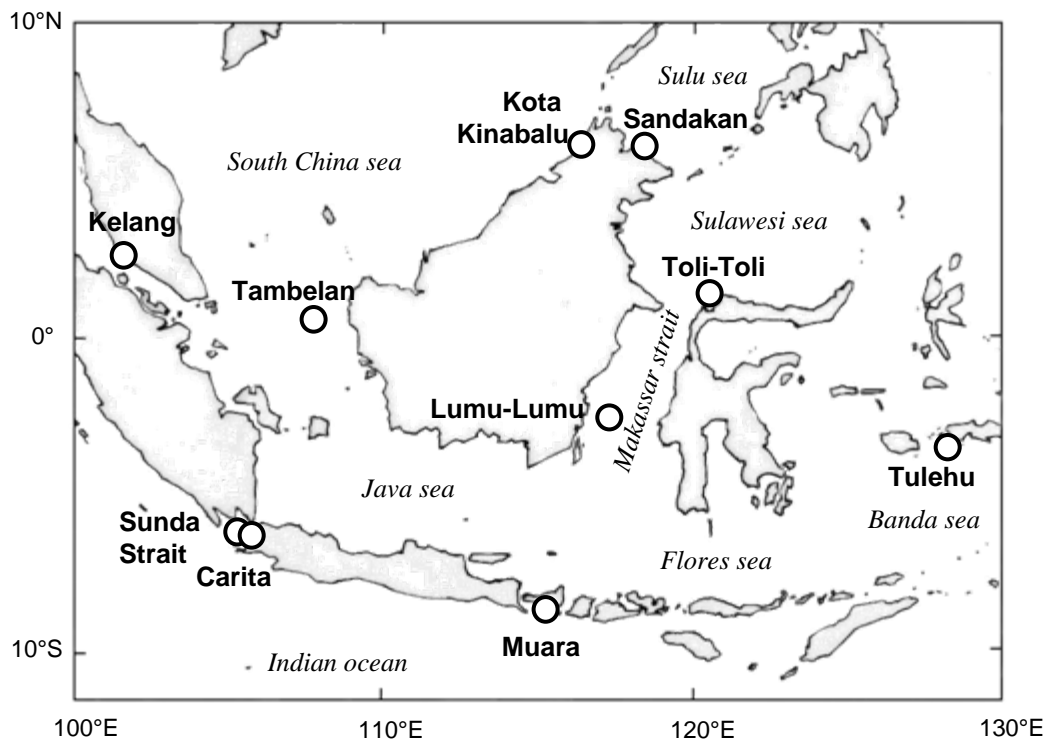 10°N
Sulu sea
Kota
Kinabalu
Sandakan
South China sea
Kelang
Sulawesi sea
Toli-Toli
Tambelan
0°
Makassar strait
Lumu-Lumu
Tulehu
Java sea
Banda sea
Sunda
Strait
Flores sea
Carita
Muara
10°S
Indian ocean
100°E
110°E
120°E
130°E